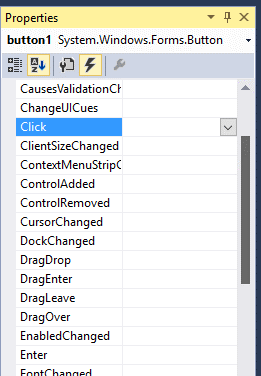 Properties
button1 System.Windows.Forms.Button
CausesValidationCh
ChangeUICues
Click
ClientSizeChanged
ContextMenuStripC
ControlAdded
ControlRemoved
CursorChanged
DockChanged
DragDrop
DragEnter
DragLeave
DragOver
EnabledChanged
Enter
FontChanged